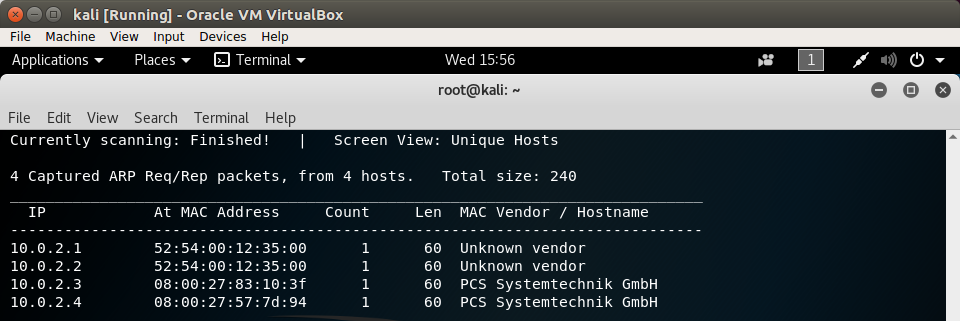 kali [Running] - Oracle VM VirtualBox
File Machine View Input Devices Help
Applications Places Terminal Wed 15:56 1
root@kali: ~
File Edit View Search Terminal Help
Currently scanning: Finished! | Screen View: Unique Hosts
4 Captured ARP Req/Rep packets, from 4 hosts. Total size: 240
_____________________________________________________________________________
IP At MAC Address Count Len MAC Vendor / Hostname
-----------------------------------------------------------------------------
10.0.2.1 52:54:00:12:35:00 1 60 Unknown vendor
10.0.2.2 52:54:00:12:35:00 1 60 Unknown vendor
10.0.2.3 08:00:27:83:10:3f 1 60 PCS Systemtechnik GmbH
10.0.2.4 08:00:27:57:7d:94 1 60 PCS Systemtechnik GmbH